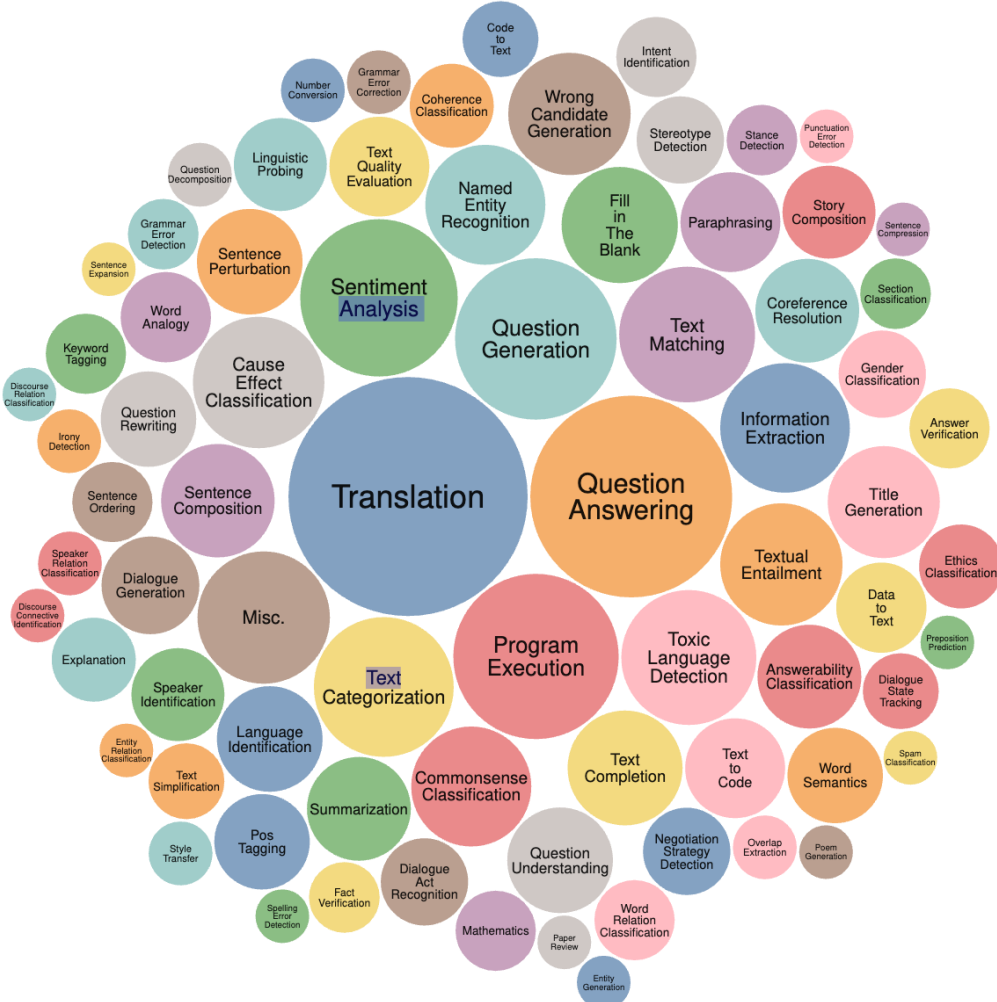 Code
to
Text
Intent
Identification
Number
Conversion
Grammar
Error
Correction
Coherence
Classification
Wrong
Candidate
Generation
Stereotype
Detection
Stance
Detection
Punctuation
Error
Detection
Question
Decomposition
Linguistic
Probing
Text
Quality
Evaluation
Named
Entity
Recognition
Fill
in
The
Blank
Paraphrasing
Story
Composition
Sentence
Compression
Grammar
Error
Detection
Sentence
Expansion
Sentence
Perturbation
Sentiment
Analysis
Question
Generation
Text
Matching
Coreference
Resolution
Section
Classification
Word
Analogy
Keyword
Tagging
Cause
Effect
Classification
Gender
Classification
Discourse
Relation
Classification
Question
Rewriting
Irony
Detection
Information
Extraction
Answer
Verification
Sentence
Ordering
Sentence
Composition
Translation
Question
Answering
Title
Generation
Speaker
Relation
Classification
Dialogue
Generation
Textual
Entailment
Ethics
Classification
Discourse
Connective
Identification
Misc.
Data
to
Text
Preposition
Prediction
Explanation
Speaker
Identification
Text
Categorization
Program
Execution
Toxic
Language
Detection
Answerability
Classification
Dialogue
State
Tracking
Entity
Relation
Classification
Language
Identification
Text
Simplification
Commonsense
Classification
Text
Completion
Text
to
Code
Word
Semantics
Spam
Classification
Summarization
Style
Transfer
Pos
Tagging
Question
Understanding
Negotiation
Strategy
Detection
Overlap
Extraction
Poem
Generation
Dialogue
Act
Recognition
Fact
Verification
Spelling
Error
Detection
Mathematics
Paper
Review
Word
Relation
Classification
Entity
Generation